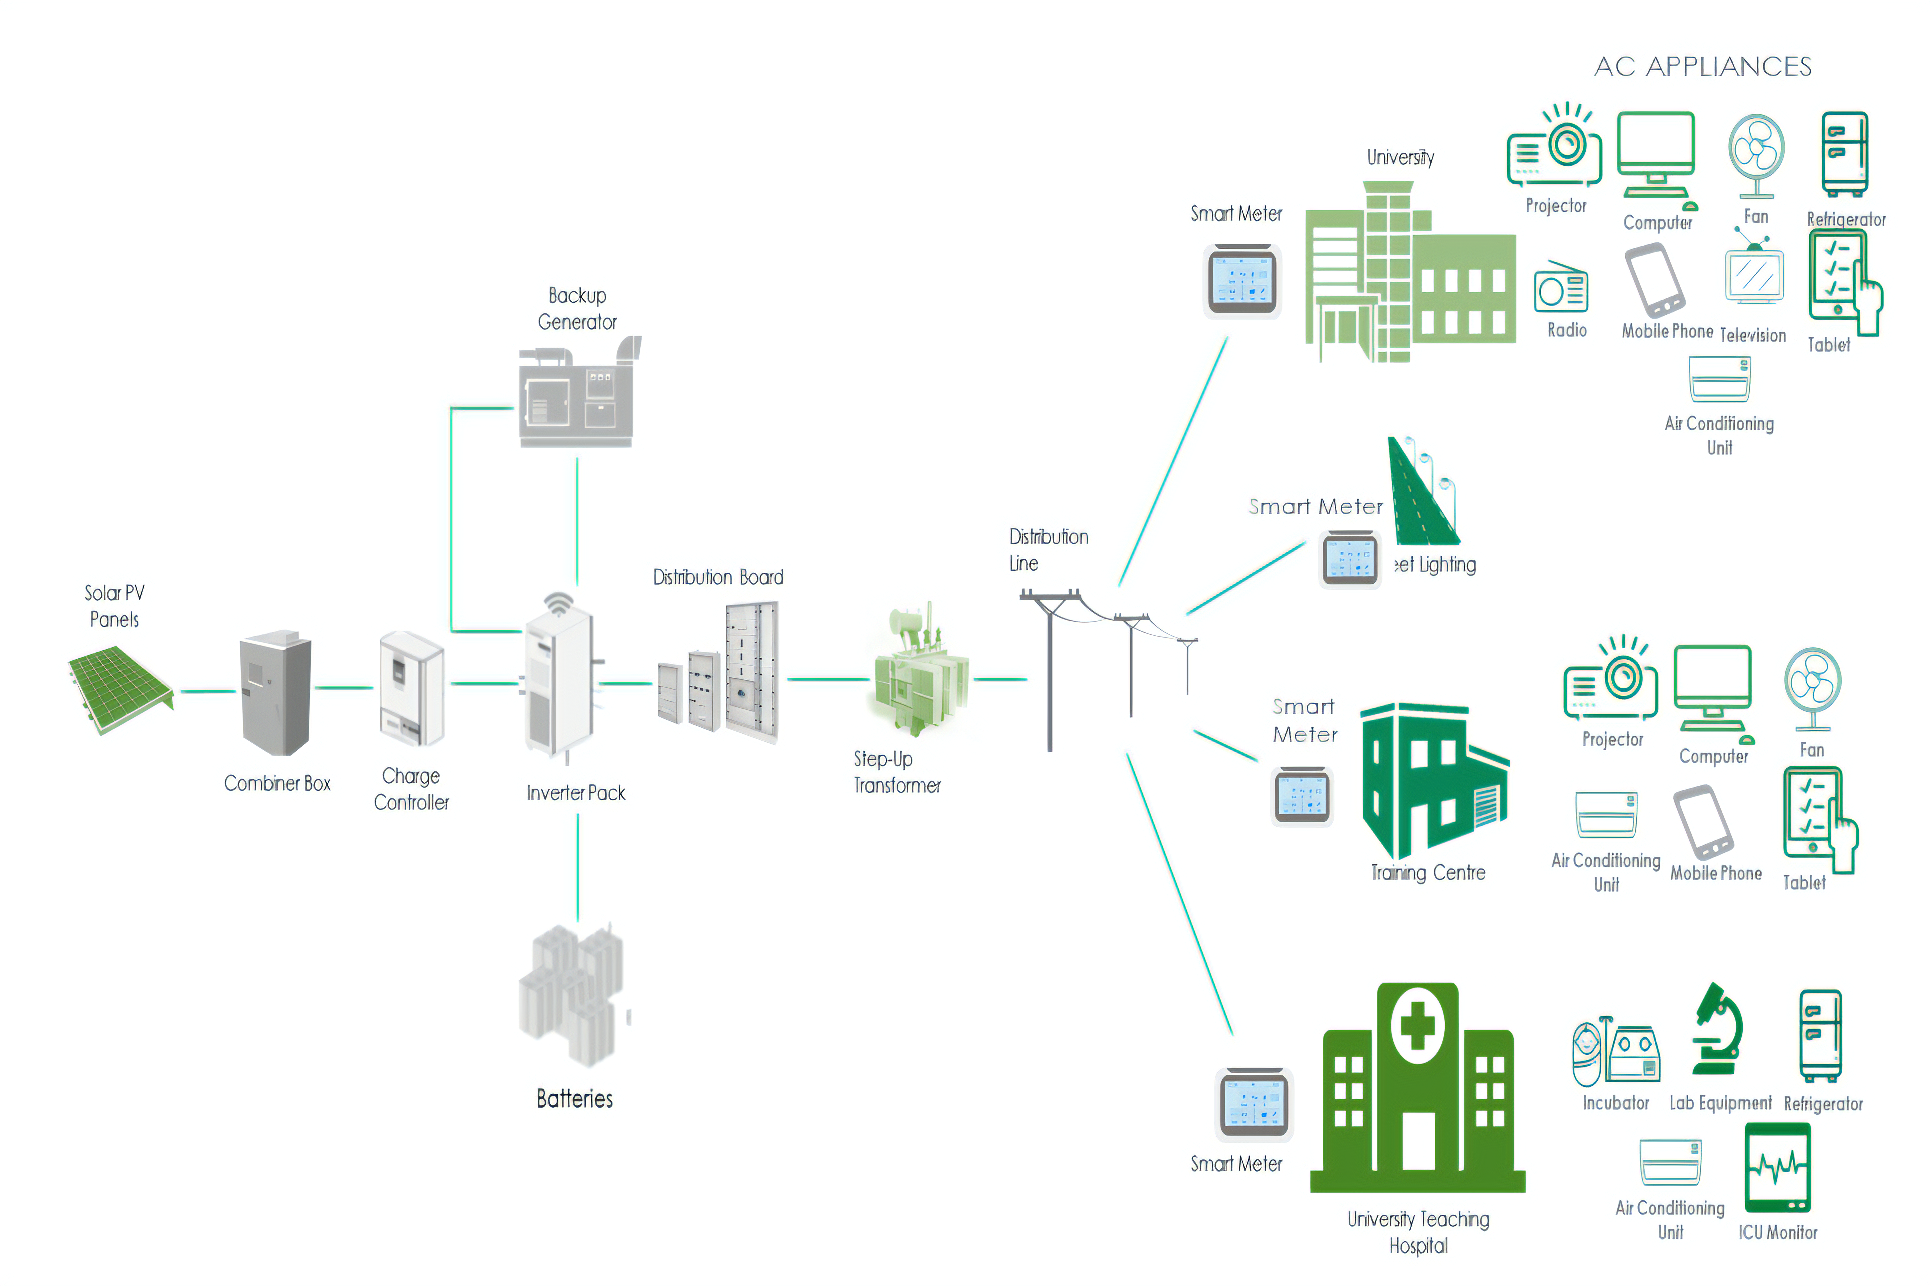 AC APPLIANCES
University
Smart Meter
Projector
Computer
Fan
Refrigerator
Radio
Mobile Phone
Television
Tablet
Air Conditioning
Unit
Backup
Generator
Smart Meter
eet Lighting
Distribution
Line
Solar PV
Panels
Distribution Board
Combiner Box
Charge
Controller
Inverter Pack
Step-Up
Transformer
Smart
Meter
Training Centre
Projector
Computer
Fan
Air Conditioning
Unit
Mobile Phone
Tablet
Batteries
Smart Meter
University Teaching
Hospital
Incubator
Lab Equipment
Refrigerator
Air Conditioning
Unit
ICU Monitor